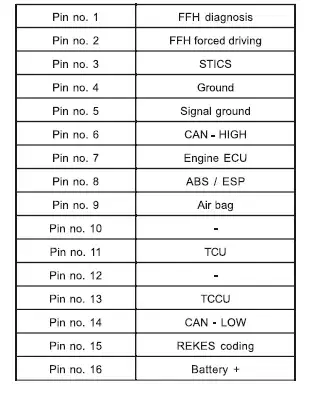 Pin no. 1 FFH diagnosis
Pin no. 2 FFH forced driving
Pin no. 3 STICS
Pin no. 4 Ground
Pin no. 5 Signal ground
Pin no. 6 CAN - HIGH
Pin no. 7 Engine ECU
Pin no. 8 ABS / ESP
Pin no. 9 Air bag
Pin no. 10 -
Pin no. 11 TCU
Pin no. 12 -
Pin no. 13 TCCU
Pin no. 14 CAN - LOW
Pin no. 15 REKES coding
Pin no. 16 Battery +